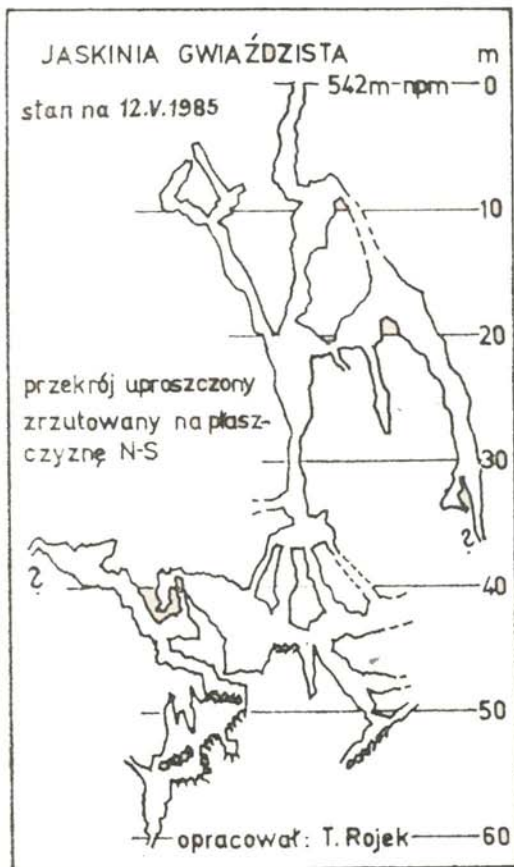 JASKINIA GWIAŹDZISTA m
542m-npm 0
stan na 12.V.1985
10
20
przekrój uproszczony
zrzutowany na płasz-
czyznę N-S
30
?
?
40
50
opracował: T. Rojek 60